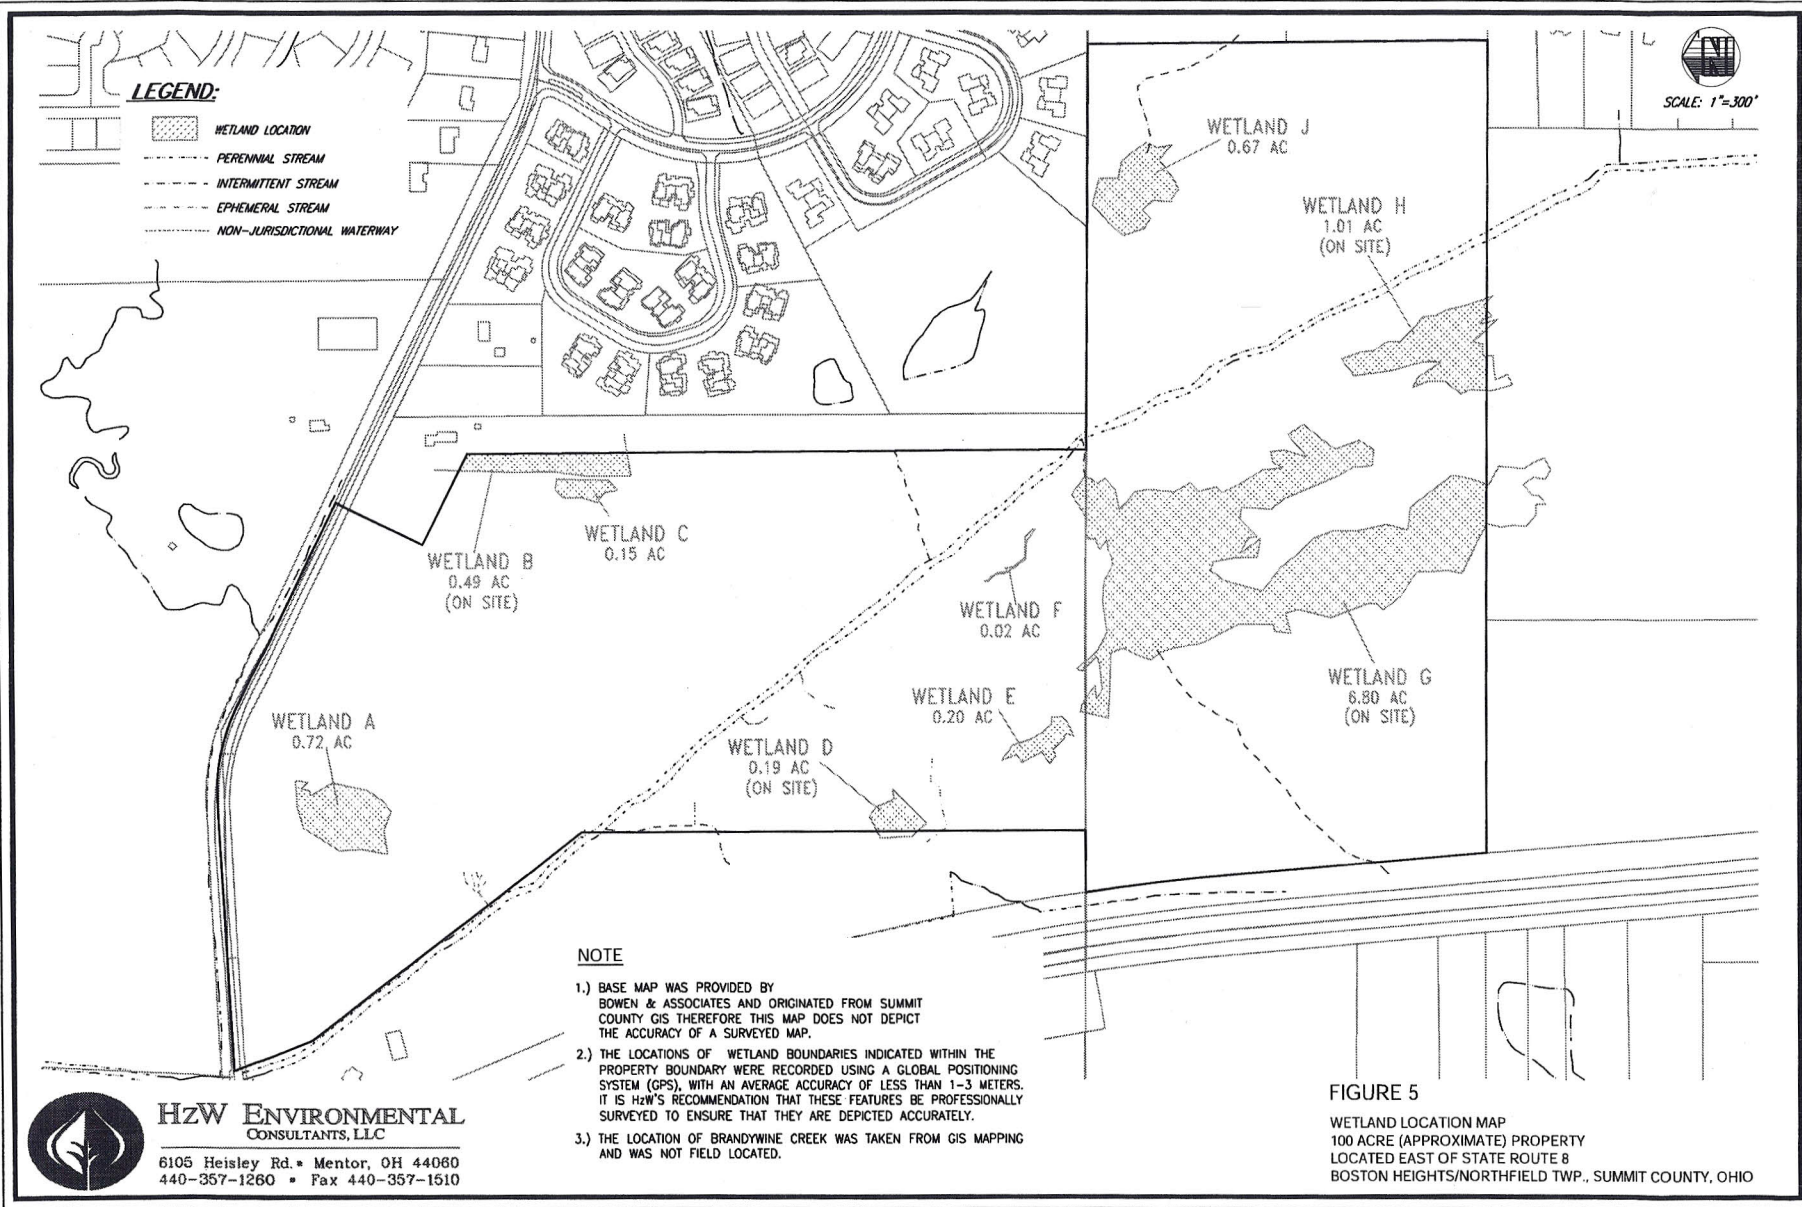 LEGEND:
WETLAND LOCATION
PERENNIAL STREAM
INTERMITTENT STREAM
EPHEMERAL STREAM
NON-JURISDICTIONAL WATERWAY
N
SCALE: 1"=300'
WETLAND J
0.67 AC
WETLAND H
1.01 AC
(ON SITE)
WETLAND B
0.49 AC
(ON SITE)
WETLAND C
0.15 AC
WETLAND F
0.02 AC
WETLAND G
6.80 AC
(ON SITE)
WETLAND E
0.20 AC
WETLAND A
0.72 AC
WETLAND D
0.19 AC
(ON SITE)
NOTE
1.) BASE MAP WAS PROVIDED BY
BOWEN & ASSOCIATES AND ORIGINATED FROM SUMMIT
COUNTY GIS THEREFORE THIS MAP DOES NOT DEPICT
THE ACCURACY OF A SURVEYED MAP.
2.) THE LOCATIONS OF WETLAND BOUNDARIES INDICATED WITHIN THE
PROPERTY BOUNDARY WERE RECORDED USING A GLOBAL POSITIONING
SYSTEM (GPS), WITH AN AVERAGE ACCURACY OF LESS THAN 1-3 METERS.
IT IS HzW'S RECOMMENDATION THAT THESE FEATURES BE PROFESSIONALLY
SURVEYED TO ENSURE THAT THEY ARE DEPICTED ACCURATELY.
3.) THE LOCATION OF BRANDYWINE CREEK WAS TAKEN FROM GIS MAPPING
AND WAS NOT FIELD LOCATED.
HZW ENVIRONMENTAL
CONSULTANTS, LLC
6105 Heisley Rd. • Mentor, OH 44060
440-357-1260 • Fax 440-357-1510
FIGURE 5
WETLAND LOCATION MAP
100 ACRE (APPROXIMATE) PROPERTY
LOCATED EAST OF STATE ROUTE 8
BOSTON HEIGHTS/NORTHFIELD TWP., SUMMIT COUNTY, OHIO